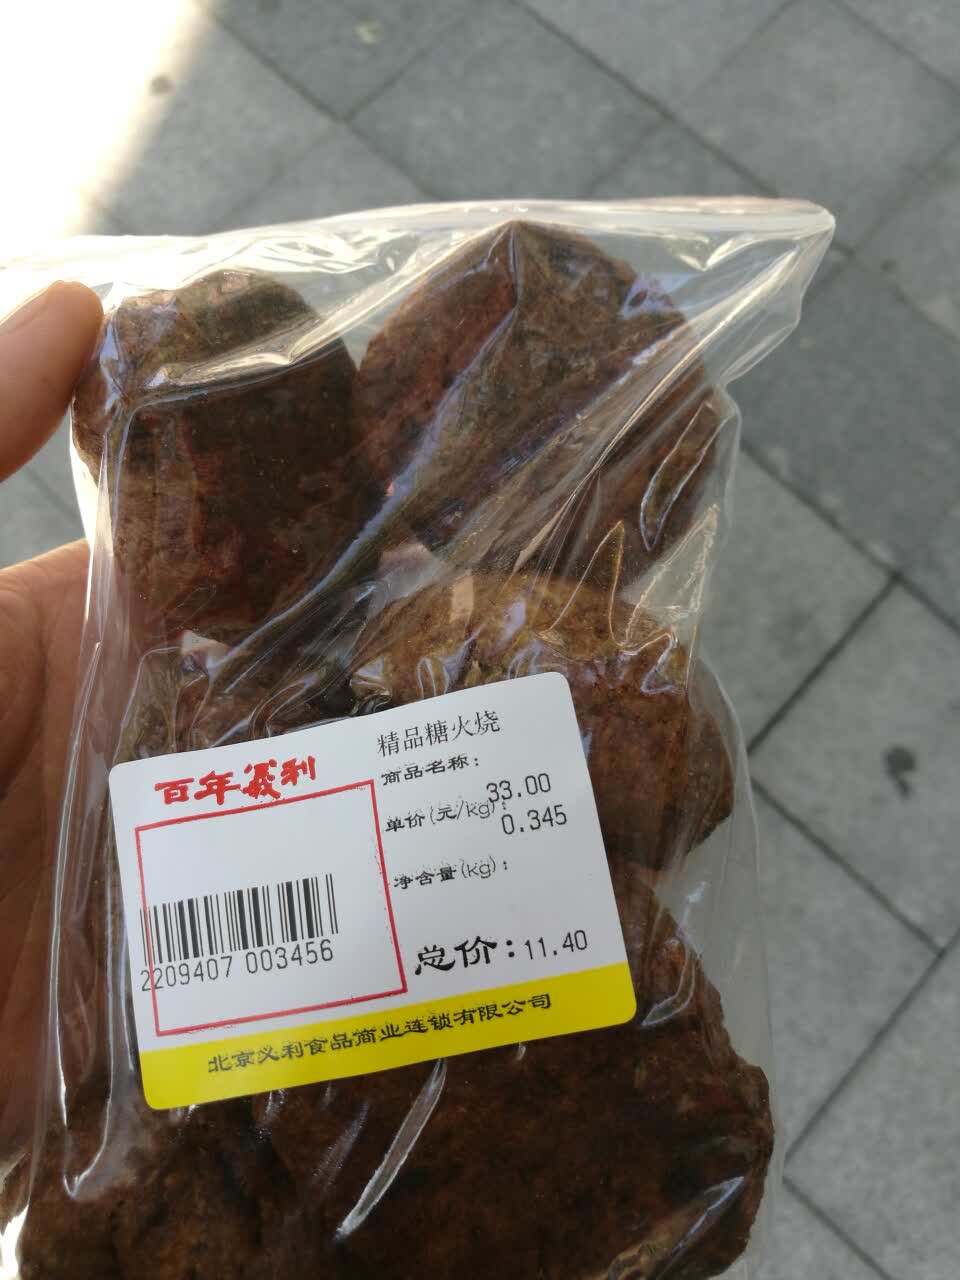 百年義利
精品糖火烧
商品名称：
33.00
单价(元/kg)：
0.345
净含量(kg)：
2209407 003456
总价：11.40
北京义利食品商业连锁有限公司